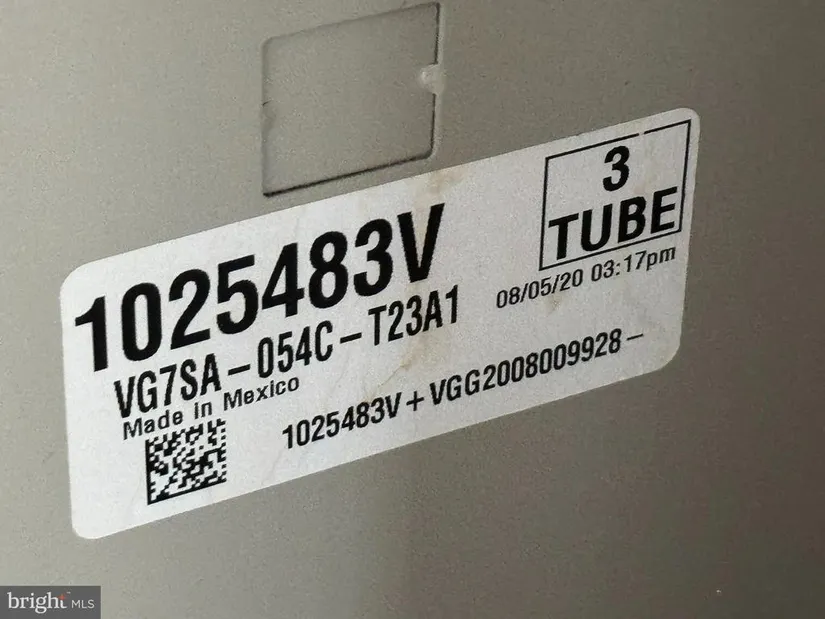 3
TUBE
1025483V
08/05/20 03:17pm
VG7SA-054C-T23A1
Made in Mexico
1025483V+VGG2008009928-
bright MLS